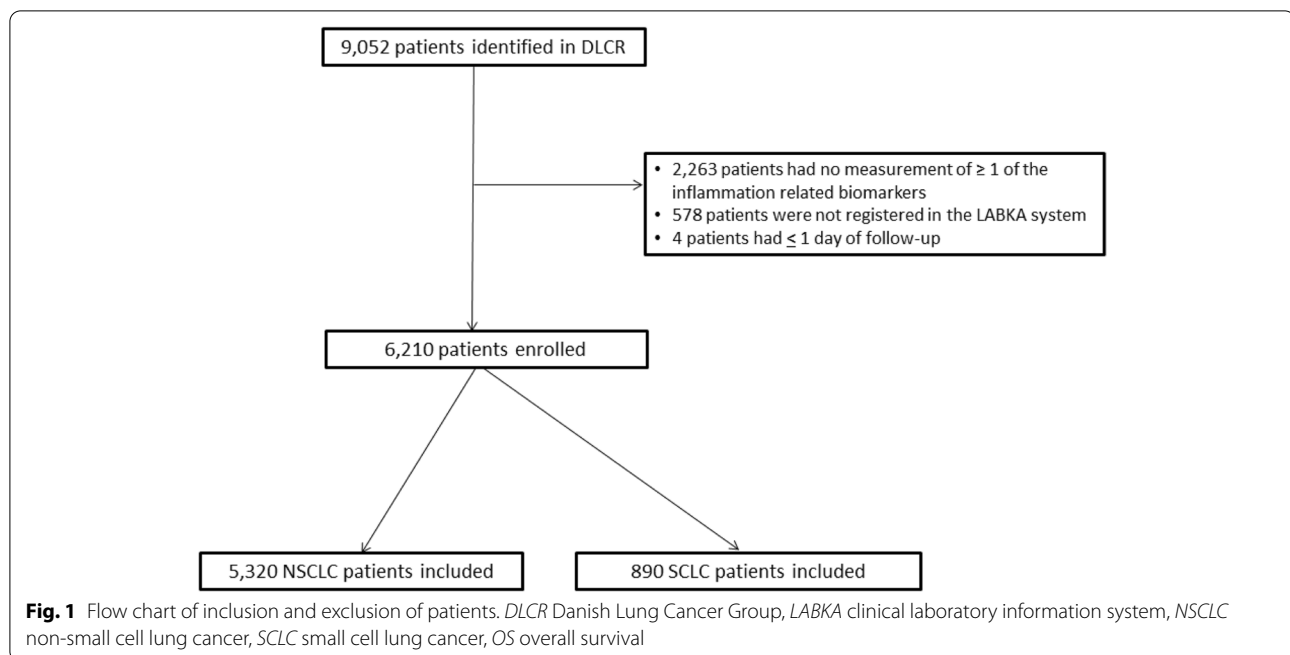 9,052 patients identified in DLCR
• 2,263 patients had no measurement of ≥ 1 of the
inflammation related biomarkers
• 578 patients were not registered in the LABKA system
• 4 patients had ≤ 1 day of follow-up
6,210 patients enrolled
5,320 NSCLC patients included
890 SCLC patients included
Fig. 1 Flow chart of inclusion and exclusion of patients. DLCR Danish Lung Cancer Group, LABKA clinical laboratory information system, NSCLC
non-small cell lung cancer, SCLC small cell lung cancer, OS overall survival